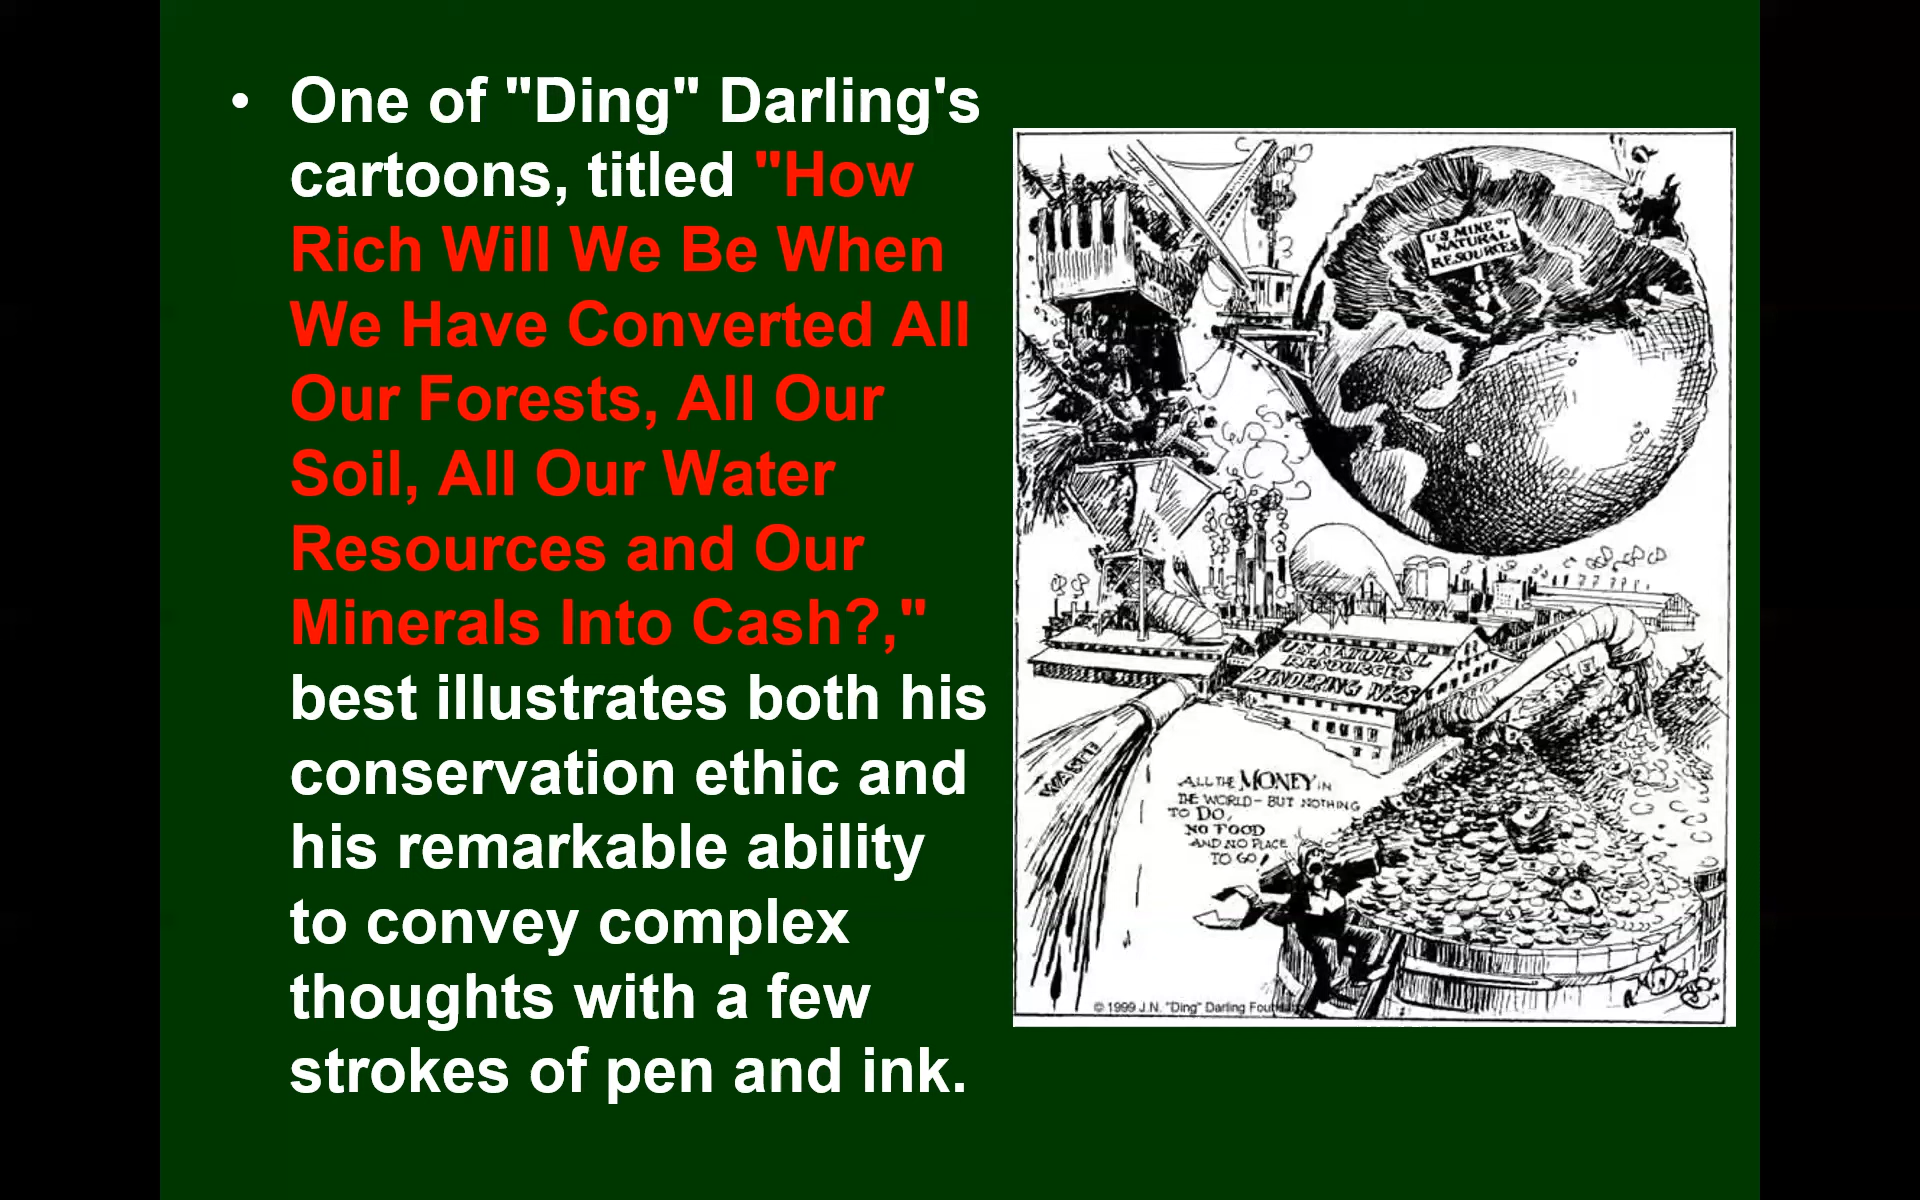 • One of "Ding" Darling's
cartoons, titled "How
Rich Will We Be When
We Have Converted All
Our Forests, All Our
Soil, All Our Water
Resources and Our
Minerals Into Cash?,"
best illustrates both his
conservation ethic and
his remarkable ability
to convey complex
thoughts with a few
strokes of pen and ink.
U.S MINE OF
NATURAL
RESOURCES
U.S NATURAL
RESOURCES
RENDERING WKS
WASTE
ALL THE MONEY IN
THE WORLD - BUT NOTHING
TO DO,
NO FOOD
AND NO PLACE
TO GO!
© 1999 J.N. "Ding" Darling